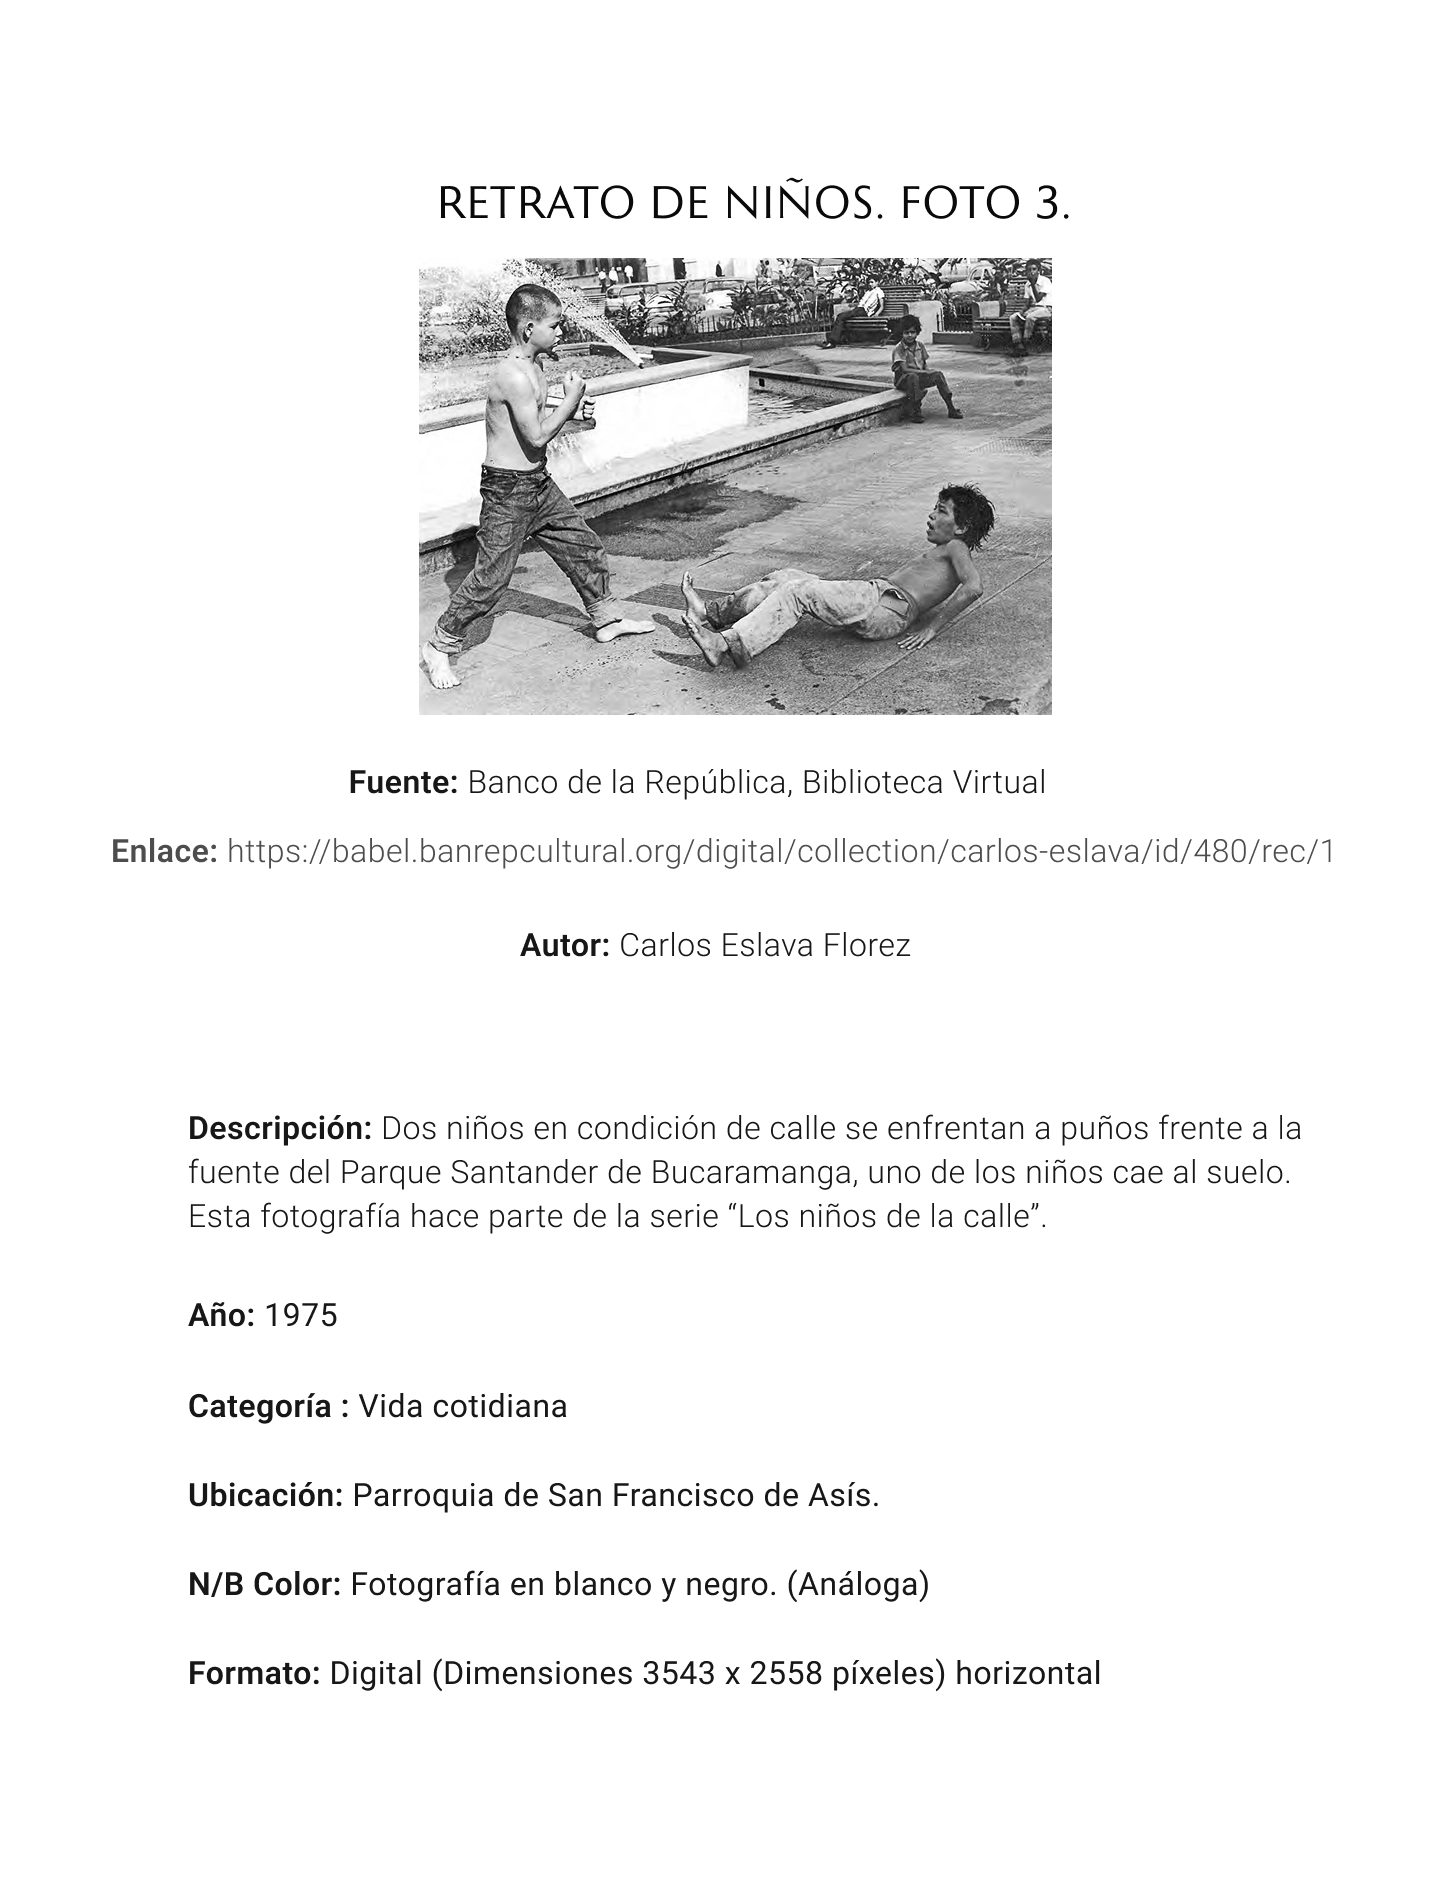 RETRATO DE NIÑOS. FOTO 3.
Fuente: Banco de la República, Biblioteca Virtual
Enlace: https://babel.banrepcultural.org/digital/collection/carlos-eslava/id/480/rec/1
Autor: Carlos Eslava Florez
Descripción: Dos niños en condición de calle se enfrentan a puños frente a la
fuente del Parque Santander de Bucaramanga, uno de los niños cae al suelo.
Esta fotografía hace parte de la serie “Los niños de la calle”.
Año: 1975
Categoría : Vida cotidiana
Ubicación: Parroquia de San Francisco de Asís.
N/B Color: Fotografía en blanco y negro. (Análoga)
Formato: Digital (Dimensiones 3543 x 2558 píxeles) horizontal